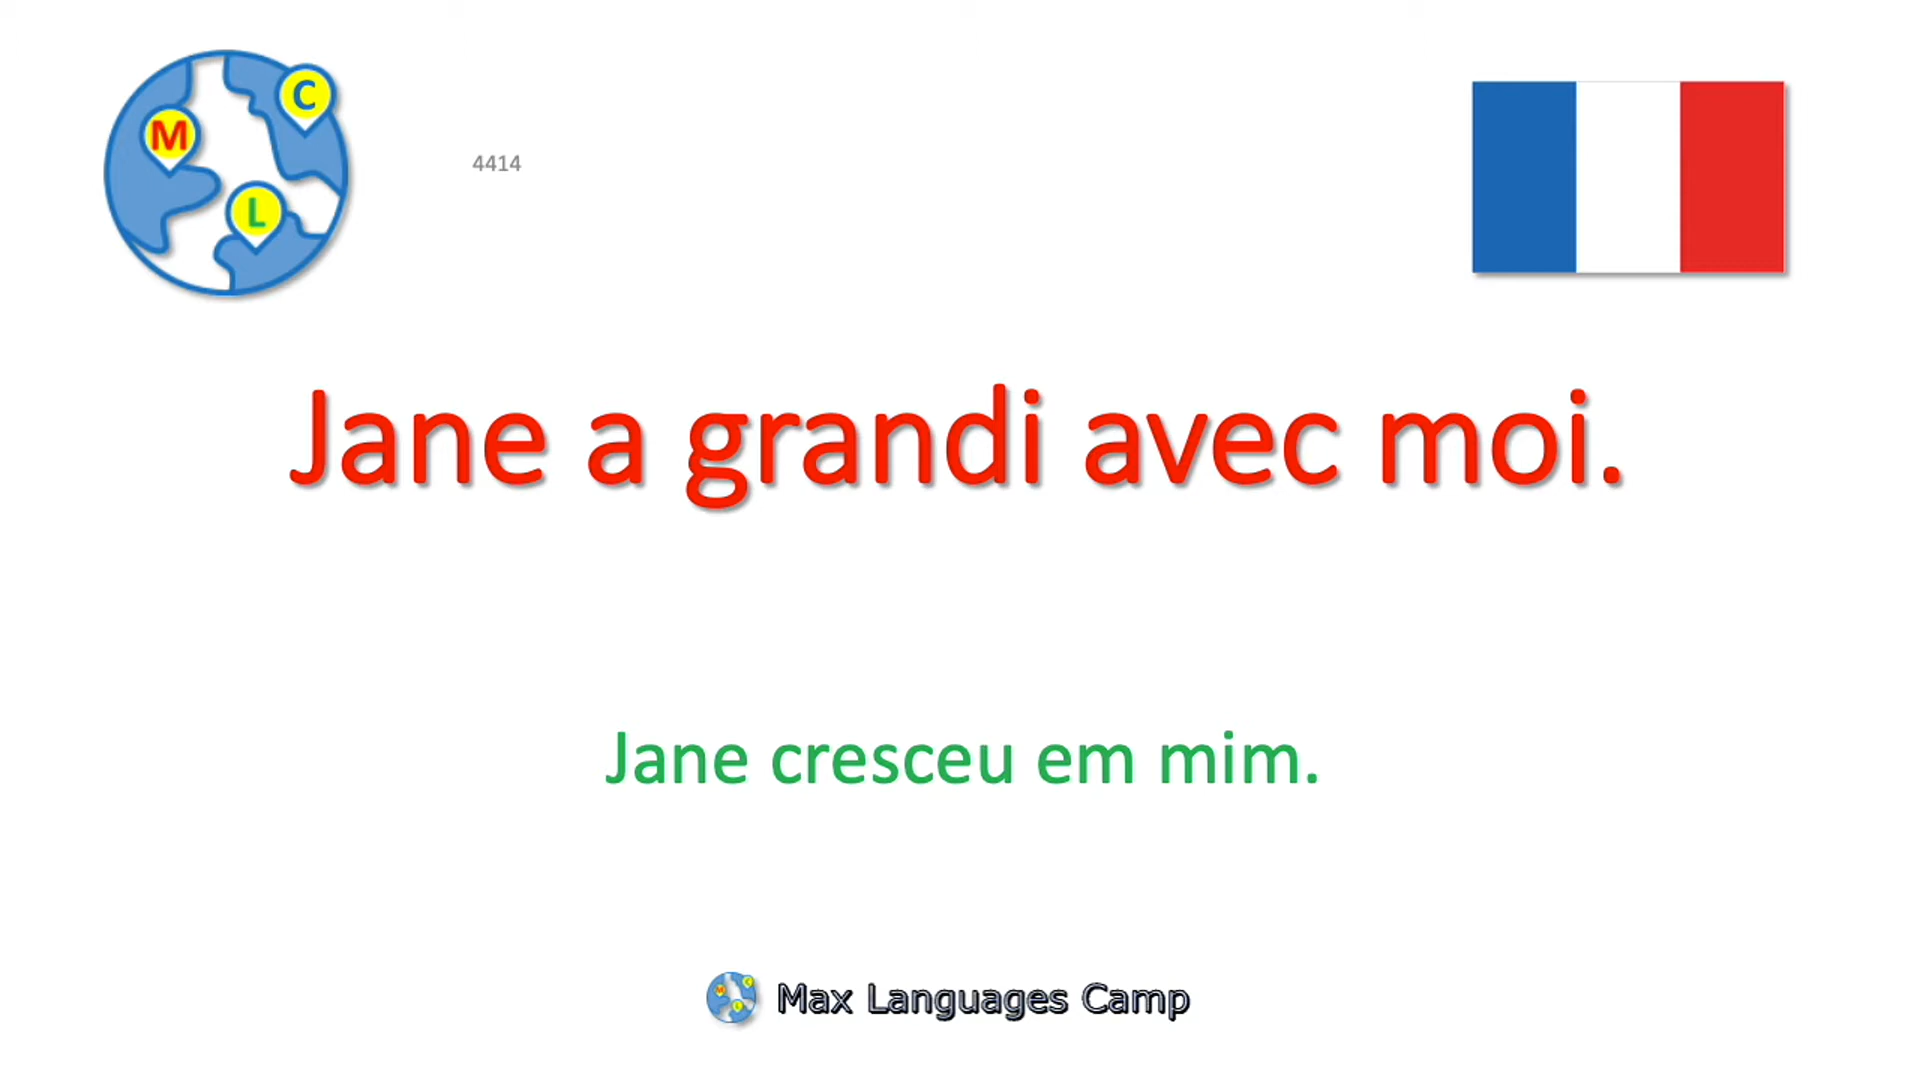 C
M
L
4414
Jane a grandi avec moi.
Jane cresceu em mim.
Max Languages Camp